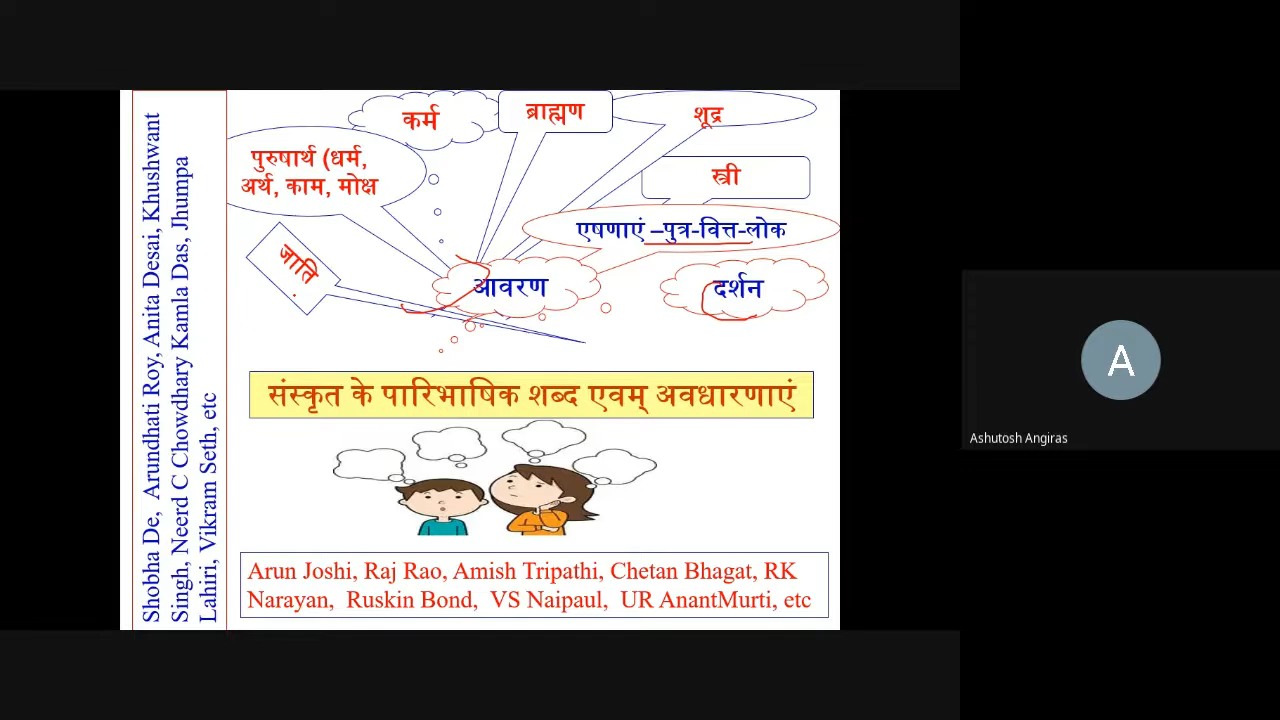 कर्म
ब्राह्मण
शूद्र
पुरुषार्थ (धर्म,
अर्थ, काम, मोक्ष
स्त्री
एषणाएं –पुत्र-वित्त-लोक
जाति
आवरण
दर्शन
संस्कृत के पारिभाषिक शब्द एवम् अवधारणाएं
Shobha De, Arundhati Roy, Anita Desai, Khushwant
Singh, Neerd C Chowdhary Kamla Das, Jhumpa
Lahiri, Vikram Seth, etc
Arun Joshi, Raj Rao, Amish Tripathi, Chetan Bhagat, RK
Narayan, Ruskin Bond, VS Naipaul, UR AnantMurti, etc
A
Ashutosh Angiras